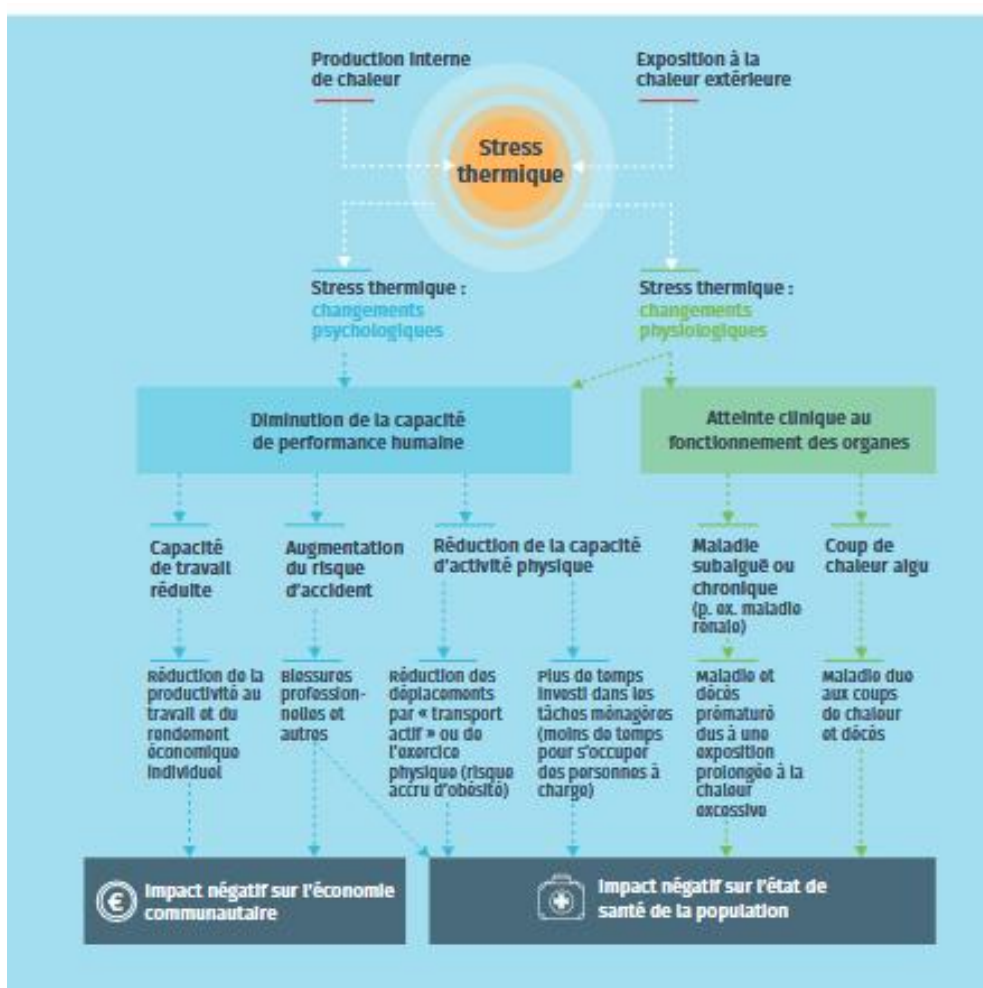 Production interne
de chaleur
Exposition à la
chaleur extérieure
Stress
thermique
Stress thermique :
changements
psychologiques
Stress thermique :
changements
physiologiques
Diminution de la capacité
de performance humaine
Atteinte clinique au
fonctionnement des organes
Capacité
de travail
réduite
Augmentation
du risque
d'accident
Réduction de la capacité
d'activité physique
Maladie
subaiguë ou
chronique
(p. ex. maladie
rénale)
Coup de
chaleur aigu
Réduction de la
productivité au
travail et du
rendement
économique
individuel
Blessures
profession-
nelles et
autres
Réduction des
déplacements
par « transport
actif » ou de
l'exercice
physique (risque
accru d'obésité)
Plus de temps
investi dans les
tâches ménagères
(moins de temps
pour s'occuper
des personnes à
charge)
Maladie et
décès
prématuré
dus à une
exposition
prolongée à la
chaleur
excessive
Maladie due
aux coups
de chaleur
et décès
€
Impact négatif sur l'économie
communautaire
Impact négatif sur l'état de
santé de la population